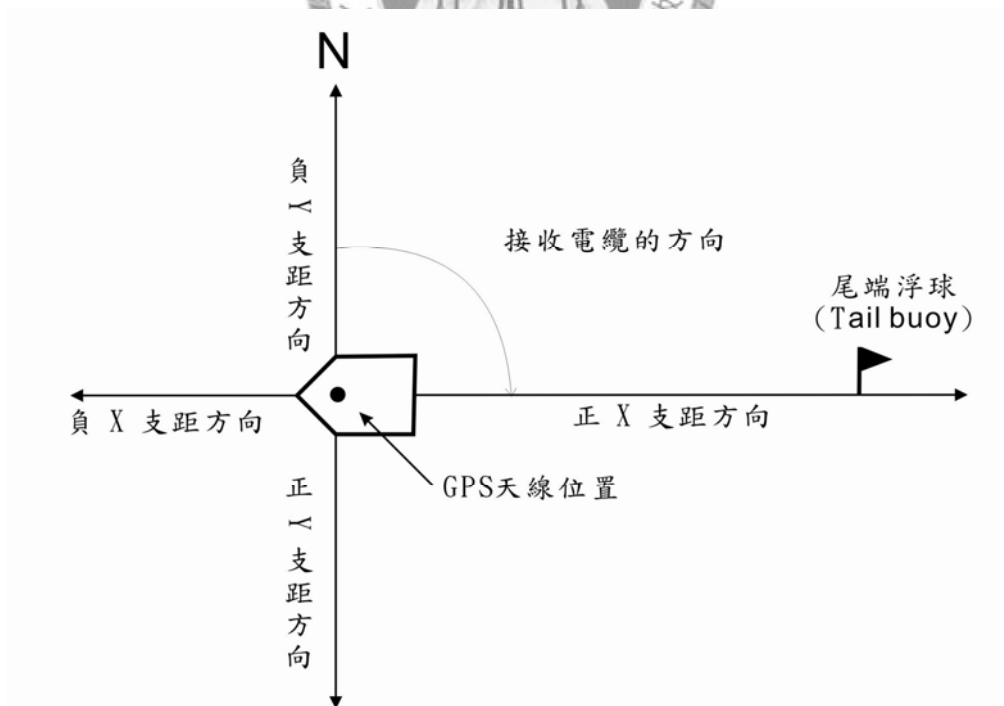 N
負Y支距方向
接收電纜的方向
尾端浮球
(Tail buoy)
負 X 支距方向
正 X 支距方向
GPS天線位置
正Y支距方向